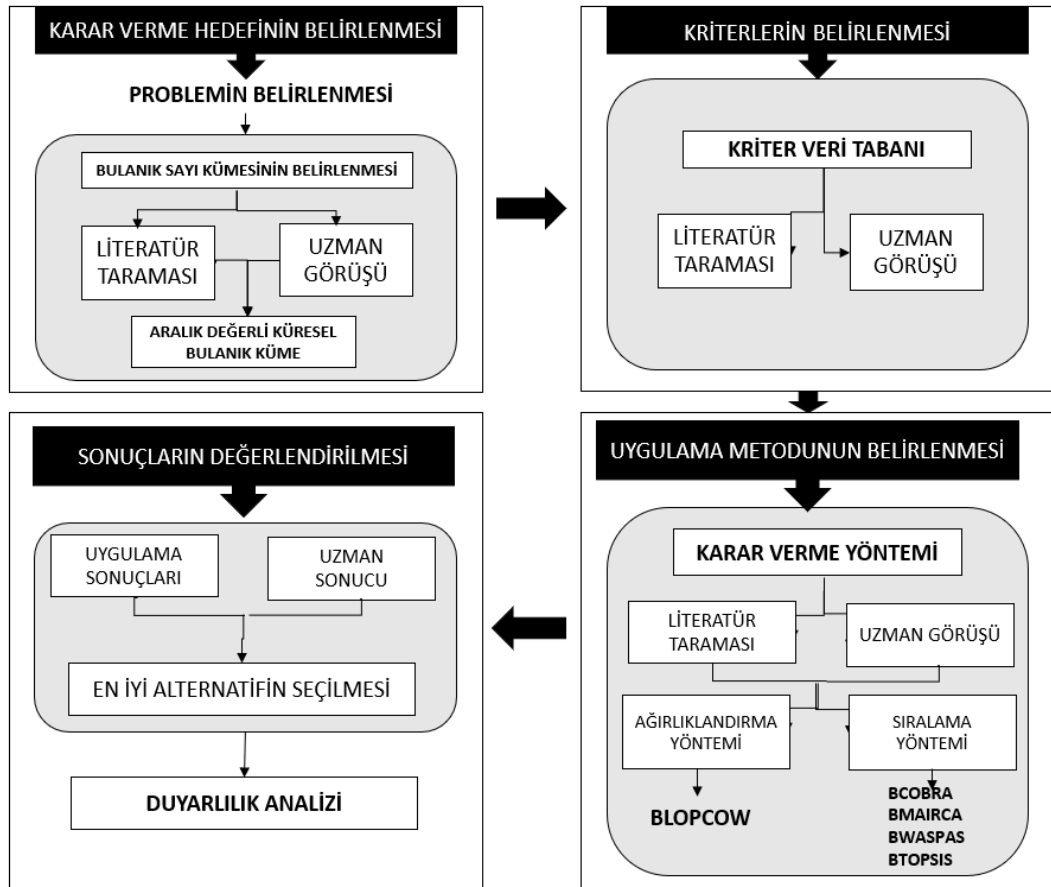 KARAR VERME HEDEFİNİN BELİRLENMESİ
PROBLEMİN BELİRLENMESİ
BULANIK SAYI KÜMESİNİN BELİRLENMESİ
LİTERATÜR
TARAMASI
UZMAN
GÖRÜŞÜ
ARALIK DEĞERLİ KÜRESEL
BULANIK KÜME
KRİTERLERİN BELİRLENMESİ
KRİTER VERİ TABANI
LİTERATÜR
TARAMASI
UZMAN
GÖRÜŞÜ
UYGULAMA METODUNUN BELİRLENMESİ
KARAR VERME YÖNTEMİ
LİTERATÜR
TARAMASI
UZMAN GÖRÜŞÜ
AĞIRLIKLANDIRMA
YÖNTEMİ
SIRALAMA
YÖNTEMİ
BLOPCOW
BCOBRA
BMAIRCA
BWASPAS
BTOPSIS
SONUÇLARIN DEĞERLENDİRİLMESİ
UYGULAMA
SONUÇLARI
UZMAN
SONUCU
EN İYİ ALTERNATİFİN SEÇİLMESİ
DUYARLILIK ANALİZİ